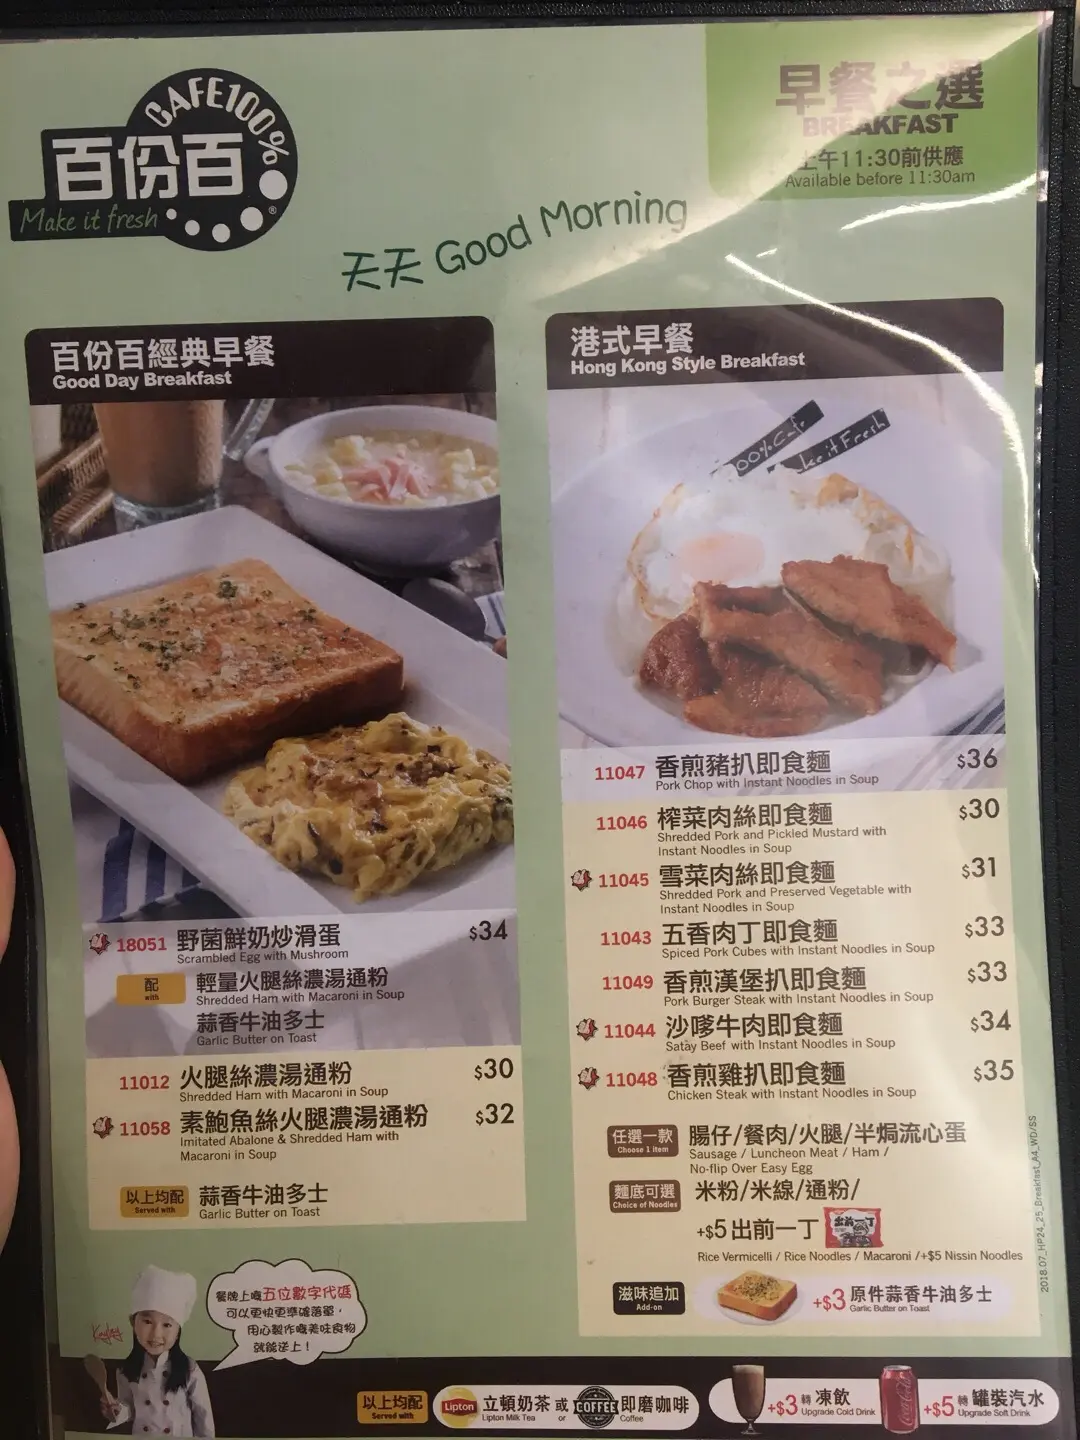 CAFE100%
百份百
Make it fresh
早餐之選
BREAKFAST
上午11:30前供應
Available before 11:30am
天天 Good Morning
百份百經典早餐
Good Day Breakfast
18051 野菌鮮奶炒滑蛋 $34
Scrambled Egg with Mushroom
配 輕量火腿絲濃湯通粉
with Shredded Ham with Macaroni in Soup
蒜香牛油多士
Garlic Butter on Toast
11012 火腿絲濃湯通粉 $30
Shredded Ham with Macaroni in Soup
11058 素鮑魚絲火腿濃湯通粉 $32
Imitated Abalone & Shredded Ham with
Macaroni in Soup
以上均配 蒜香牛油多士
Served with Garlic Butter on Toast
港式早餐
Hong Kong Style Breakfast
11047 香煎豬扒即食麵 $36
Pork Chop with Instant Noodles in Soup
11046 榨菜肉絲即食麵 $30
Shredded Pork and Pickled Mustard with
Instant Noodles in Soup
11045 雪菜肉絲即食麵 $31
Shredded Pork and Preserved Vegetable with
Instant Noodles in Soup
11043 五香肉丁即食麵 $33
Spiced Pork Cubes with Instant Noodles in Soup
11049 香煎漢堡扒即食麵 $33
Pork Burger Steak with Instant Noodles in Soup
11044 沙嗲牛肉即食麵 $34
Satay Beef with Instant Noodles in Soup
11048 香煎雞扒即食麵 $35
Chicken Steak with Instant Noodles in Soup
任選一款 腸仔/餐肉/火腿/半焗流心蛋
Choose 1 item Sausage / Luncheon Meat / Ham /
No-flip Over Easy Egg
麵底可選 米粉/米線/通粉/
Choice of Noodles
+$5出前一丁
Rice Vermicelli / Rice Noodles / Macaroni /+$5 Nissin Noodles
滋味追加 +$3 原件蒜香牛油多士
Add-on Garlic Butter on Toast
2018.07_HP24_25_Breakfast_A4_WD/SS
餐牌上嘅五位數字代碼
可以更快更準確落單，
用心製作嘅美味食物
就能送上！
以上均配 Lipton 立頓奶茶 或 COFFEE 即磨咖啡
Served with Lipton Milk Tea or Coffee
+$3 轉 凍飲
Upgrade Cold Drink
+$5 轉 罐裝汽水
Upgrade Soft Drink